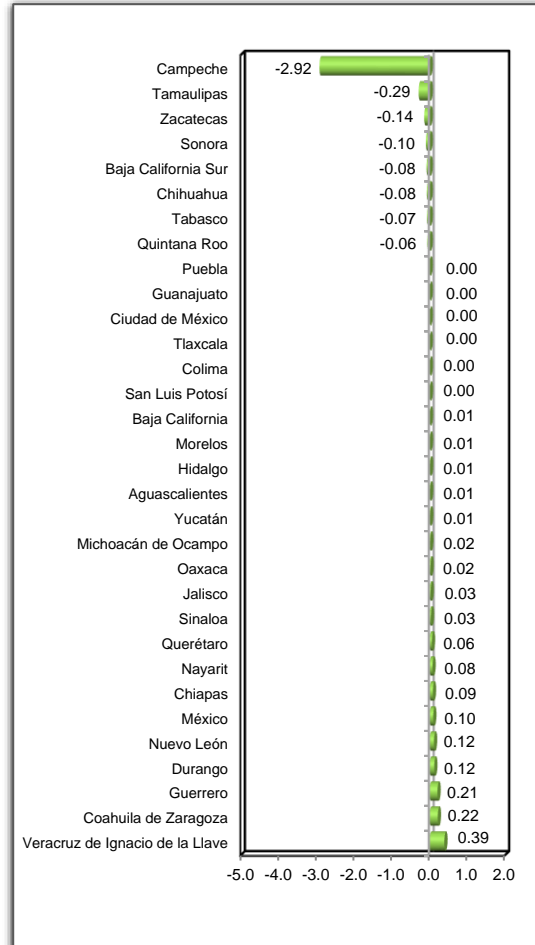 Campeche -2.92
Tamaulipas -0.29
Zacatecas -0.14
Sonora -0.10
Baja California Sur -0.08
Chihuahua -0.08
Tabasco -0.07
Quintana Roo -0.06
Puebla 0.00
Guanajuato 0.00
Ciudad de México 0.00
Tlaxcala 0.00
Colima 0.00
San Luis Potosí 0.00
Baja California 0.01
Morelos 0.01
Hidalgo 0.01
Aguascalientes 0.01
Yucatán 0.01
Michoacán de Ocampo 0.02
Oaxaca 0.02
Jalisco 0.03
Sinaloa 0.03
Querétaro 0.06
Nayarit 0.08
Chiapas 0.09
México 0.10
Nuevo León 0.12
Durango 0.12
Guerrero 0.21
Coahuila de Zaragoza 0.22
Veracruz de Ignacio de la Llave 0.39
-5.0 -4.0 -3.0 -2.0 -1.0 0.0 1.0 2.0